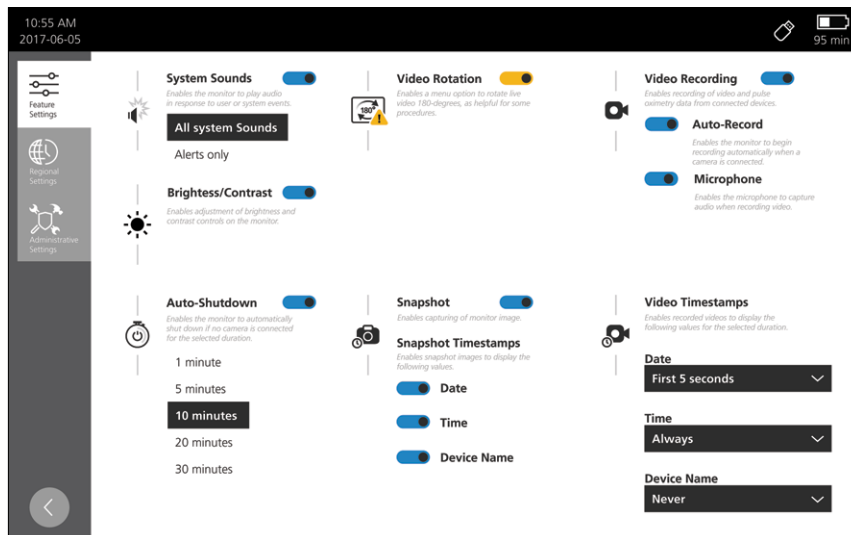 10:55 AM
2017-06-05
95 min
Feature
Settings
Regional
Settings
Administrative
Settings
System Sounds
Enables the monitor to play audio
in response to user or system events.
All system Sounds
Alerts only
Brightess/Contrast
Enables adjustment of brightness and
contrast controls on the monitor.
Video Rotation
Enables a menu option to rotate live
video 180-degrees, as helpful for some
procedures.
180°
Video Recording
Enables recording of video and pulse
oximetry data from connected devices.
Auto-Record
Enables the monitor to begin
recording automatically when a
camera is connected.
Microphone
Enables the microphone to capture
audio when recording video.
Auto-Shutdown
Enables the monitor to automatically
shut down if no camera is connected
for the selected duration.
1 minute
5 minutes
10 minutes
20 minutes
30 minutes
Snapshot
Enables capturing of monitor image.
Snapshot Timestamps
Enables snapshot images to display the
following values.
Date
Time
Device Name
Video Timestamps
Enables recorded videos to display the
following values for the selected duration.
Date
First 5 seconds
Time
Always
Device Name
Never